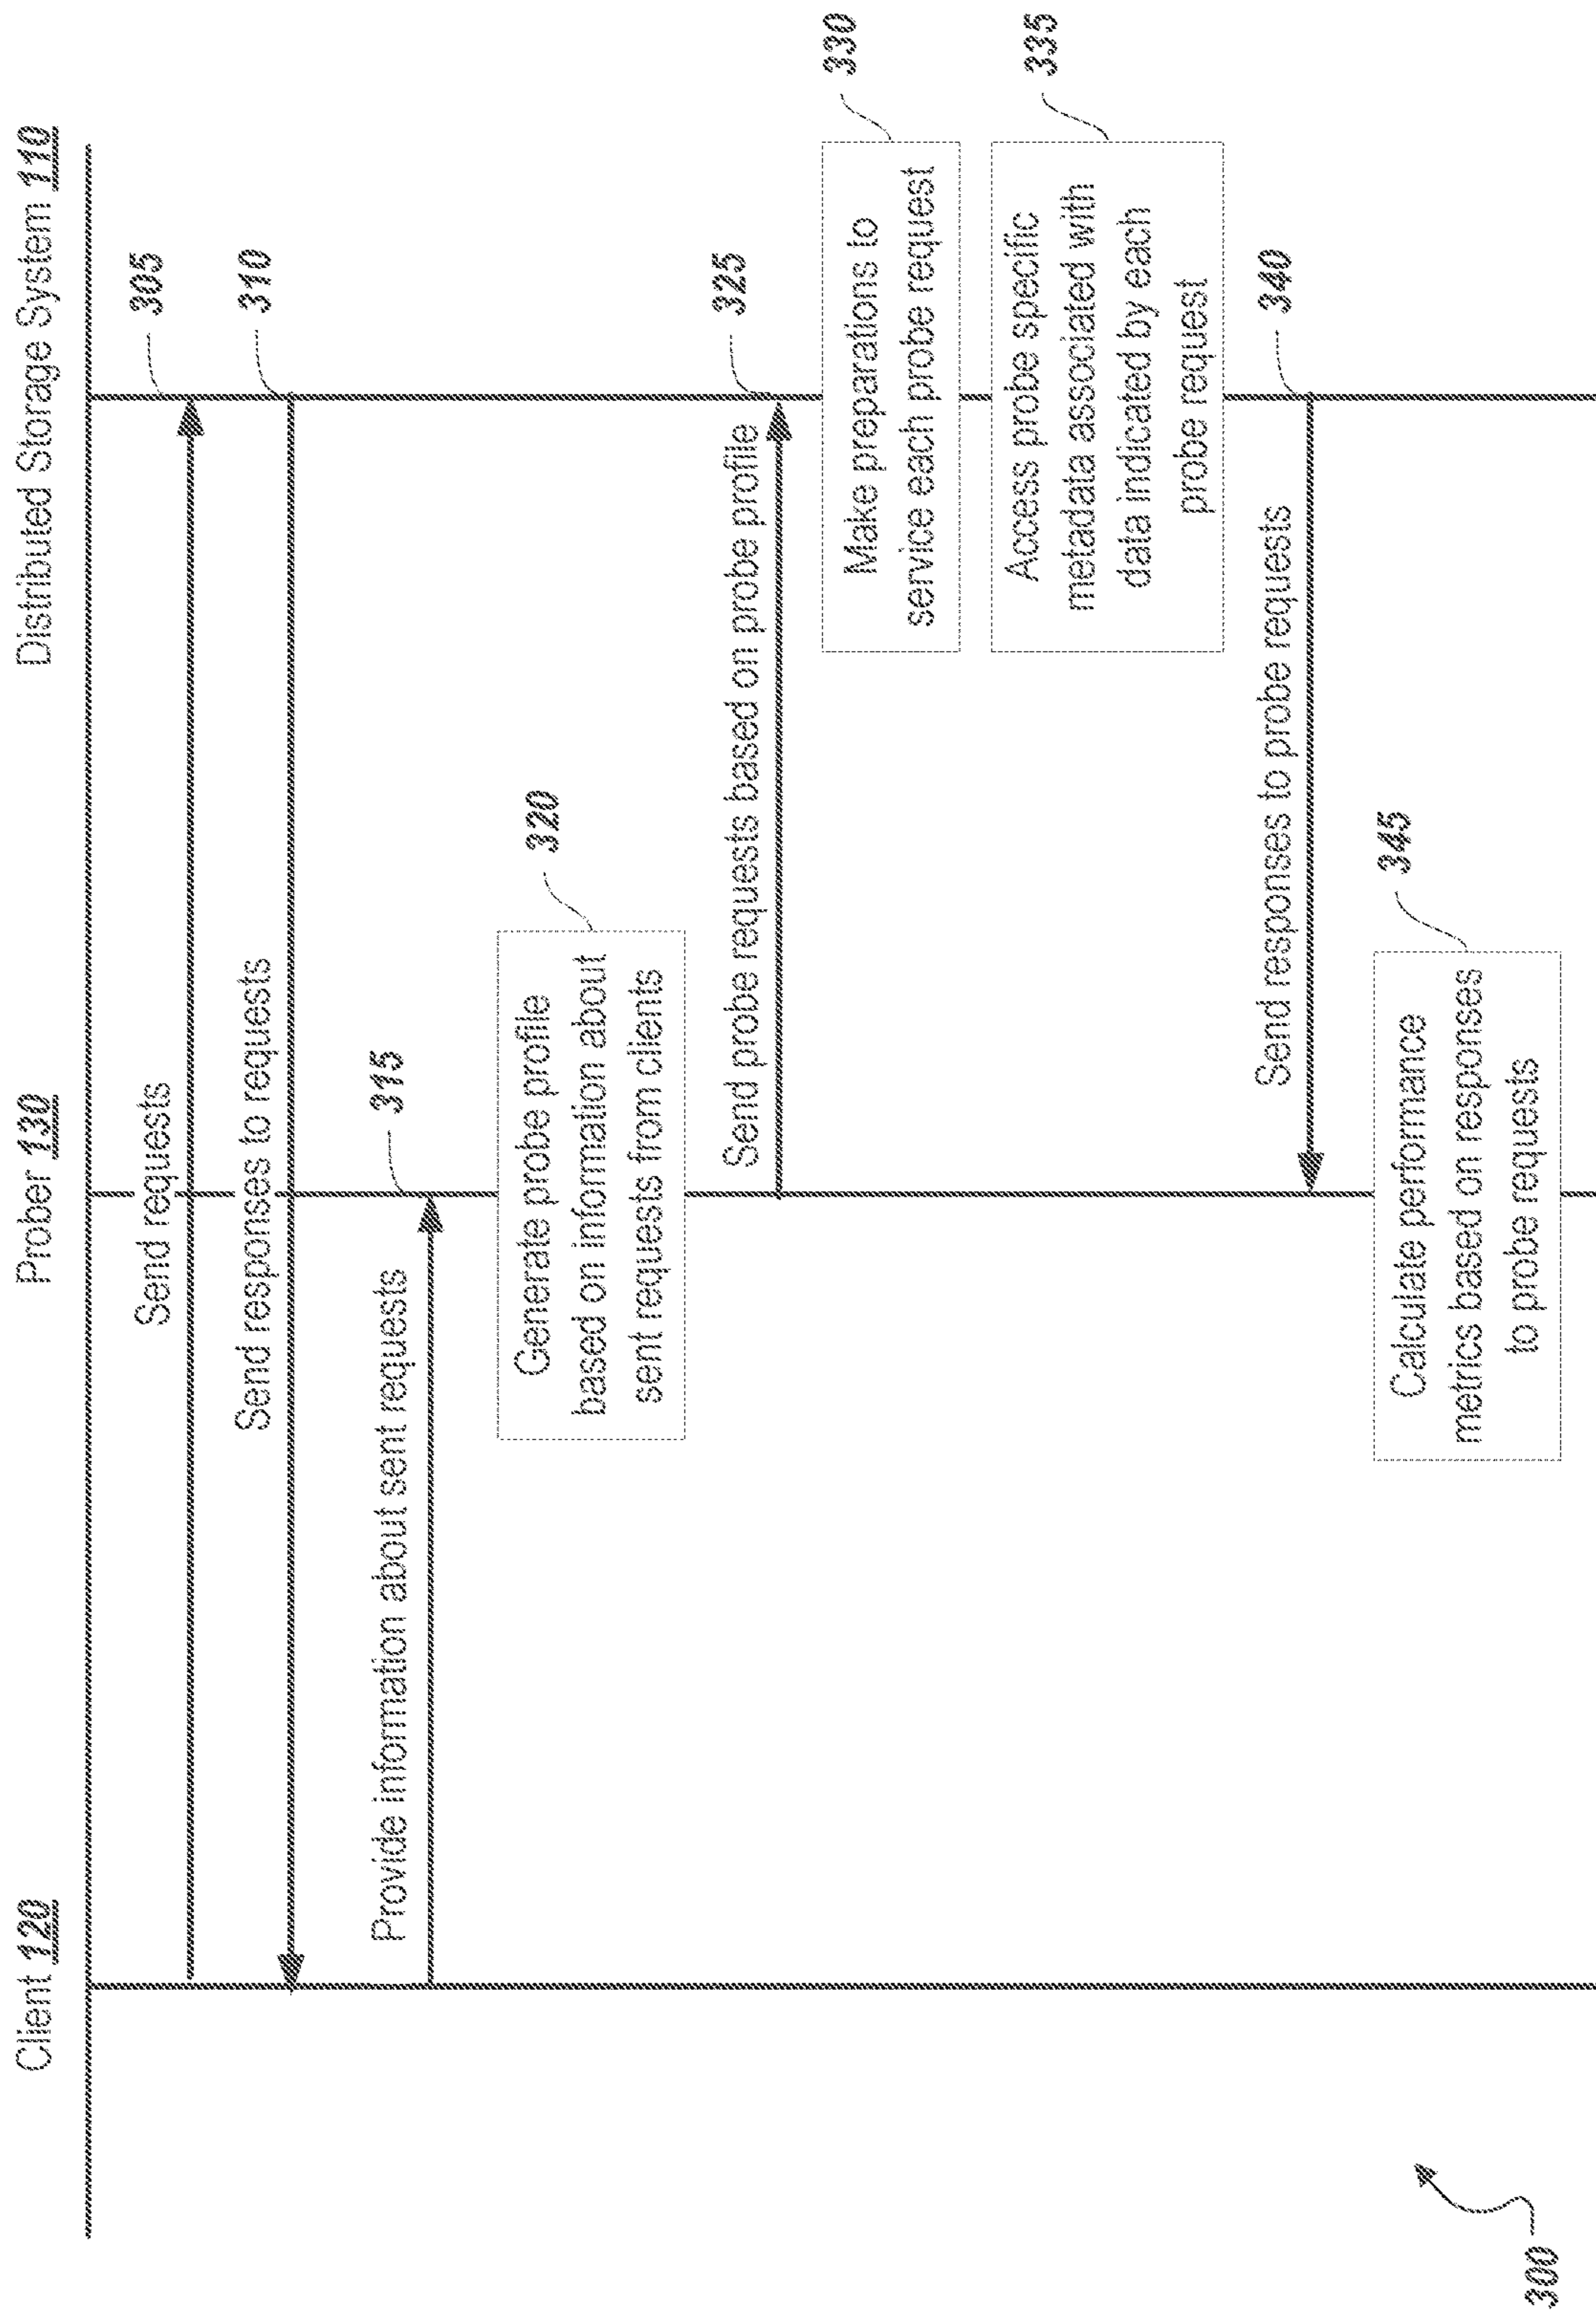 Client 120
Prober 130
Distributed Storage System 110
Send requests
305
Send responses to requests
310
Provide information about sent requests
315
Generate probe profile
based on information about
sent requests from clients
320
Send probe requests based on probe profile
325
Make preparations to
service each probe request
330
Access probe specific
metadata associated with
data indicated by each
probe request
335
Send responses to probe requests
340
Calculate performance
metrics based on responses
to probe requests
345
300